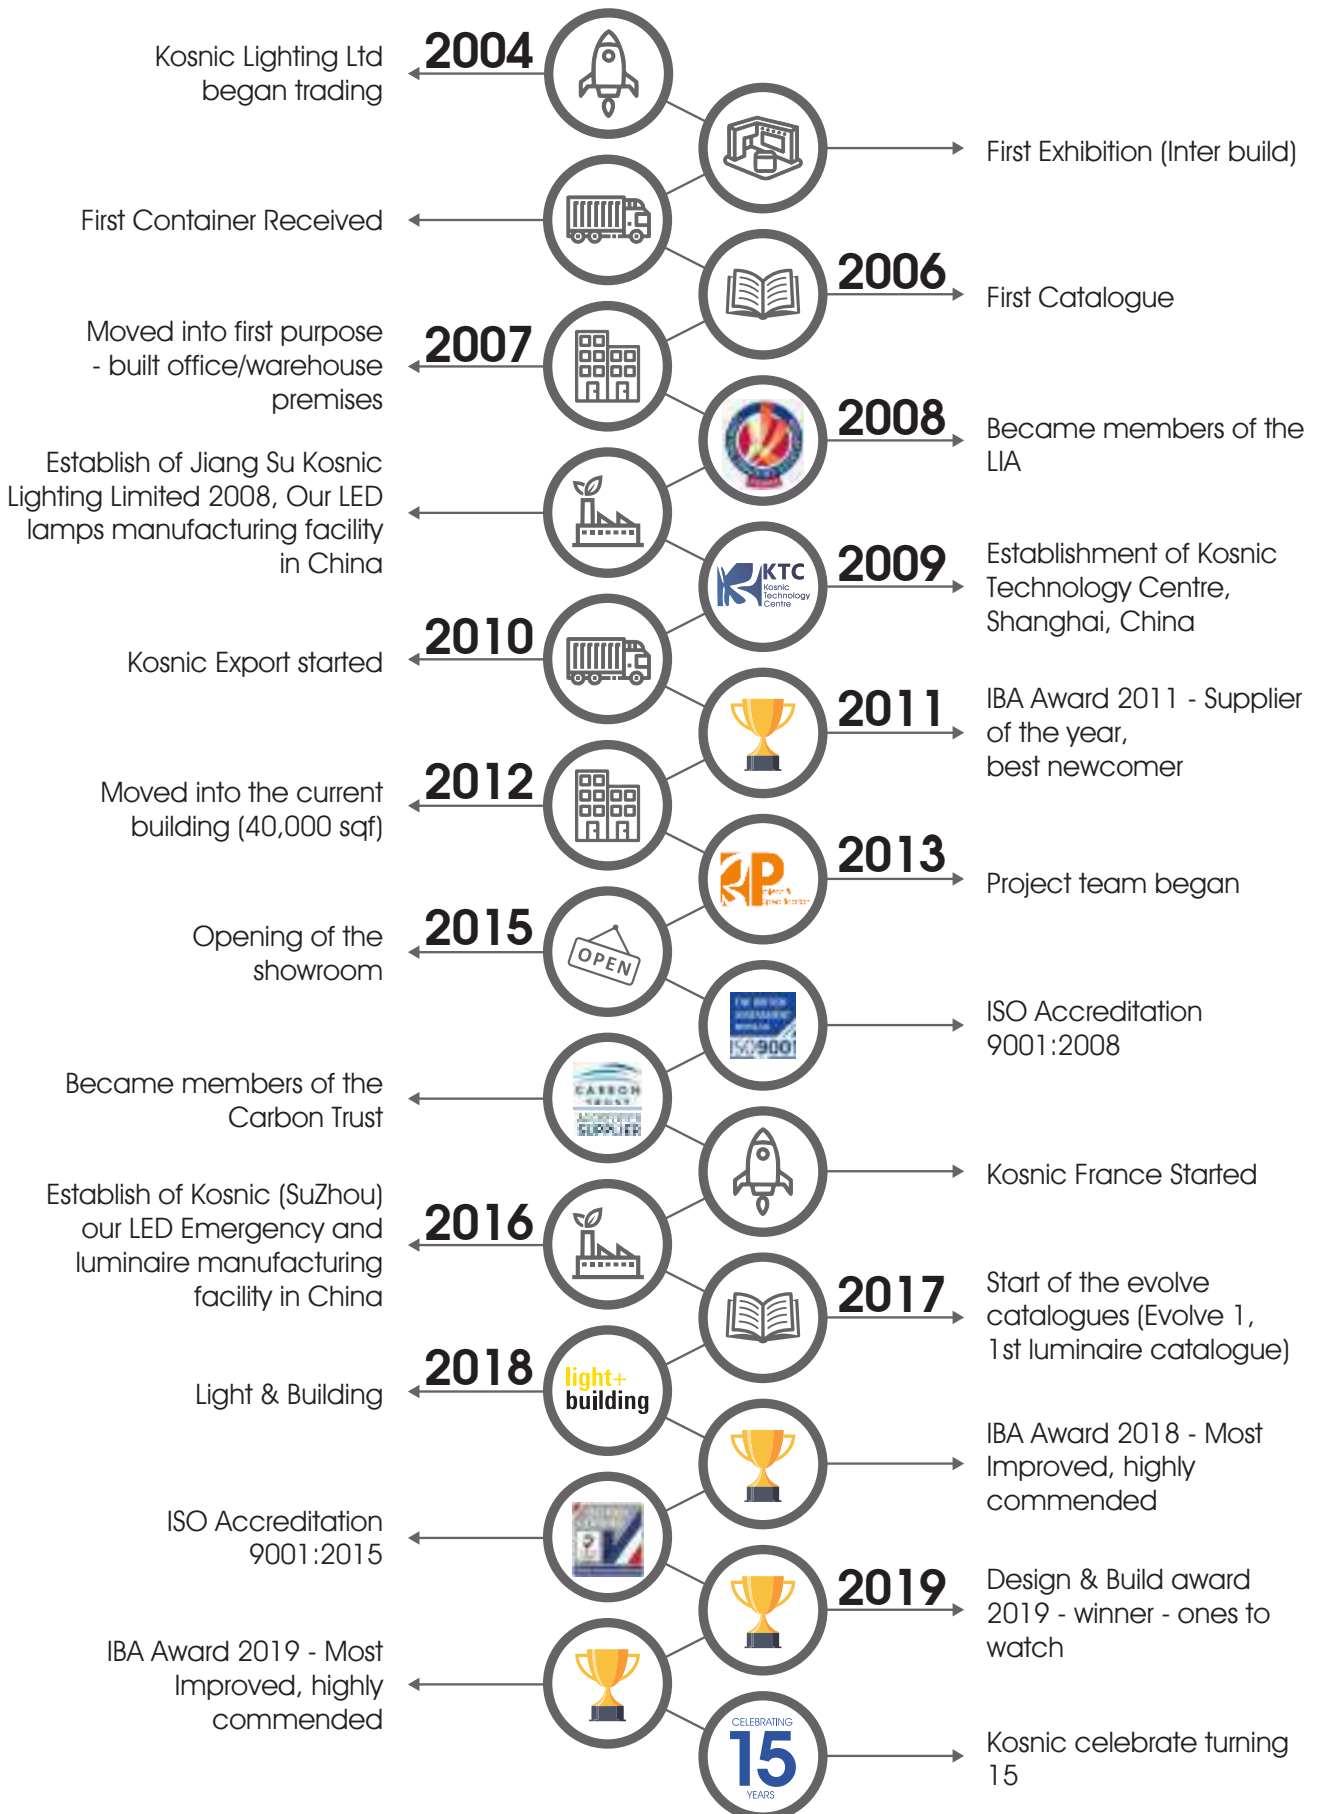 Kosnic Lighting Ltd
began trading
2004
First Exhibition (Inter build)
First Container Received
2006
First Catalogue
Moved into first purpose
- built office/warehouse
premises
2007
2008
Became members of the
LIA
Establish of Jiang Su Kosnic
Lighting Limited 2008, Our LED
lamps manufacturing facility
in China
KTC
Kosnic
Technology
Centre
2009
Establishment of Kosnic
Technology Centre,
Shanghai, China
Kosnic Export started
2010
2011
IBA Award 2011 - Supplier
of the year,
best newcomer
Moved into the current
building (40,000 sqf)
2012
2013
Project team began
Opening of the
showroom
2015
OPEN
ISO9001
ISO Accreditation
9001:2008
Became members of the
Carbon Trust
CARBON
TRUST
SUPPLIER
Kosnic France Started
Establish of Kosnic (SuZhou)
our LED Emergency and
luminaire manufacturing
facility in China
2016
2017
Start of the evolve
catalogues (Evolve 1,
1st luminaire catalogue)
Light & Building
2018
light+
building
IBA Award 2018 - Most
Improved, highly
commended
ISO Accreditation
9001:2015
2019
Design & Build award
2019 - winner - ones to
watch
IBA Award 2019 - Most
Improved, highly
commended
CELEBRATING
15
YEARS
Kosnic celebrate turning
15